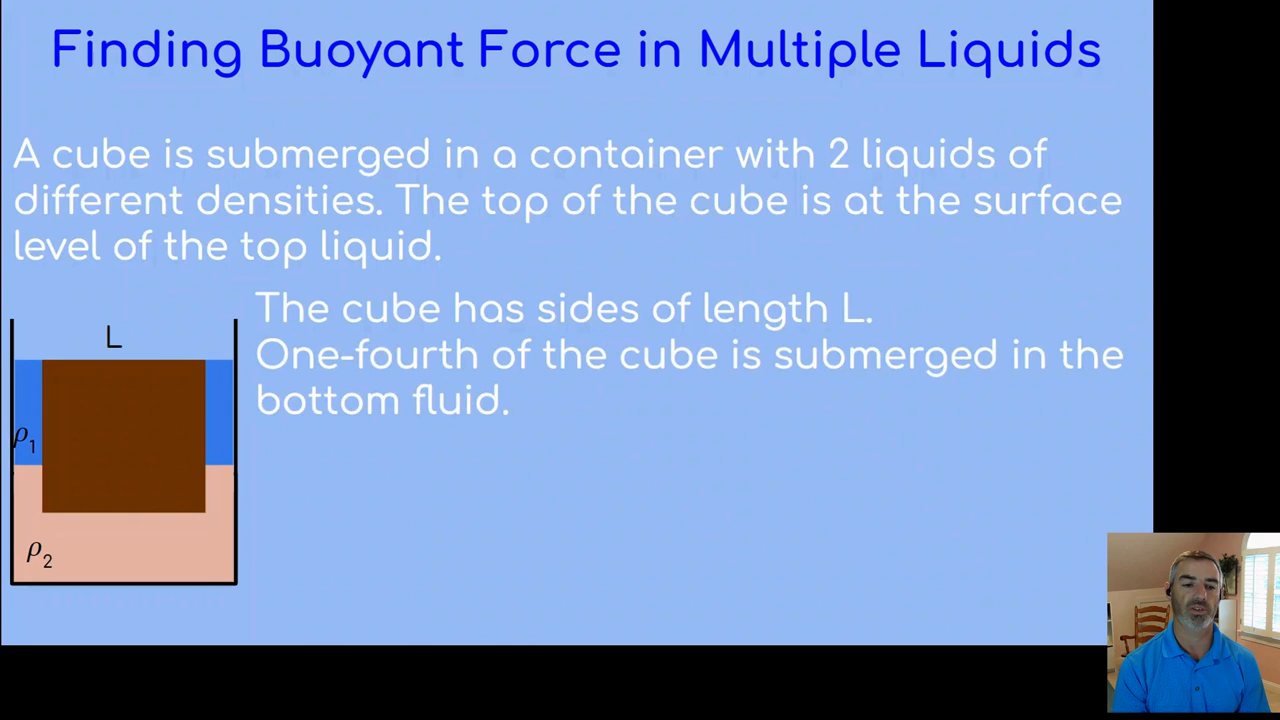 Finding Buoyant Force in Multiple Liquids
A cube is submerged in a container with 2 liquids of
different densities. The top of the cube is at the surface
level of the top liquid.
The cube has sides of length L.
One-fourth of the cube is submerged in the
bottom fluid.
L
ρ₁
ρ₂